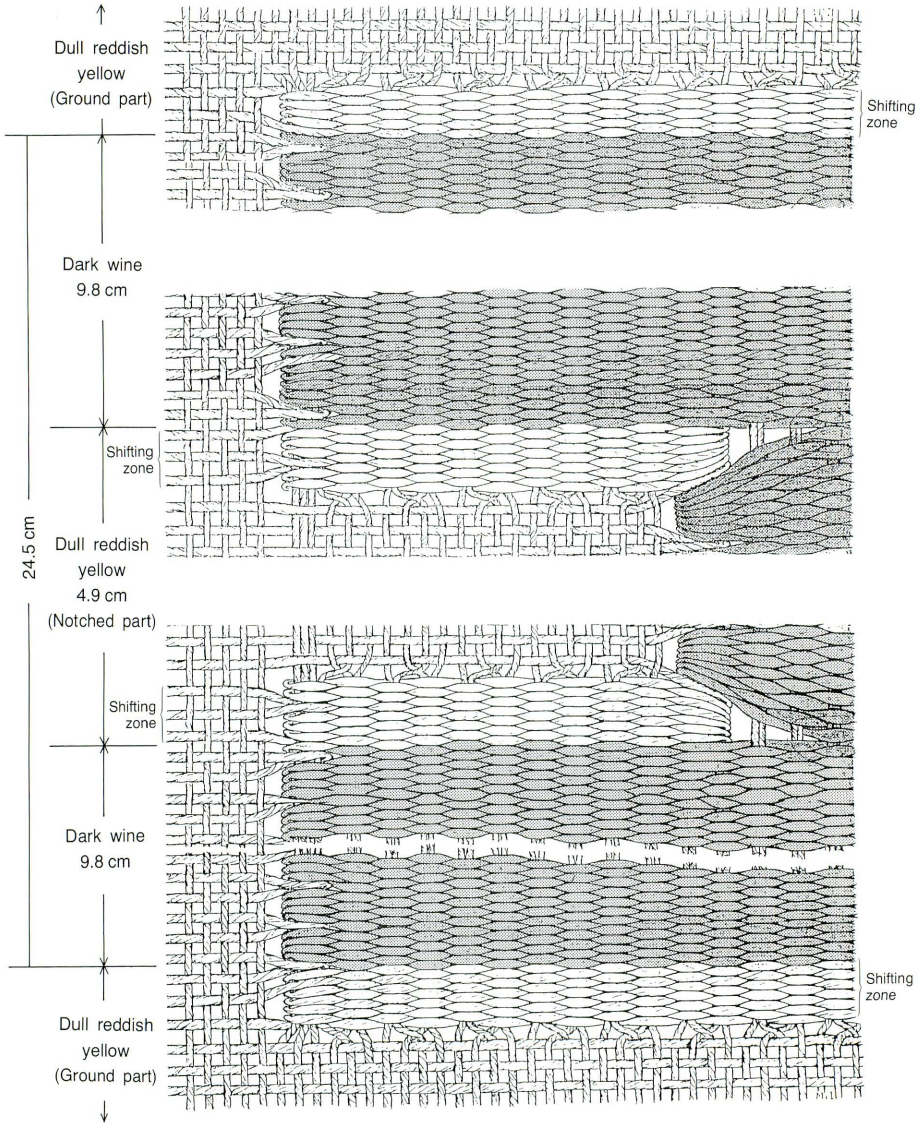 Dull reddish
yellow
(Ground part)
Shifting
zone
Dark wine
9.8 cm
Shifting
zone
24.5 cm
Dull reddish
yellow
4.9 cm
(Notched part)
Shifting
zone
Dark wine
9.8 cm
Shifting
zone
Dull reddish
yellow
(Ground part)